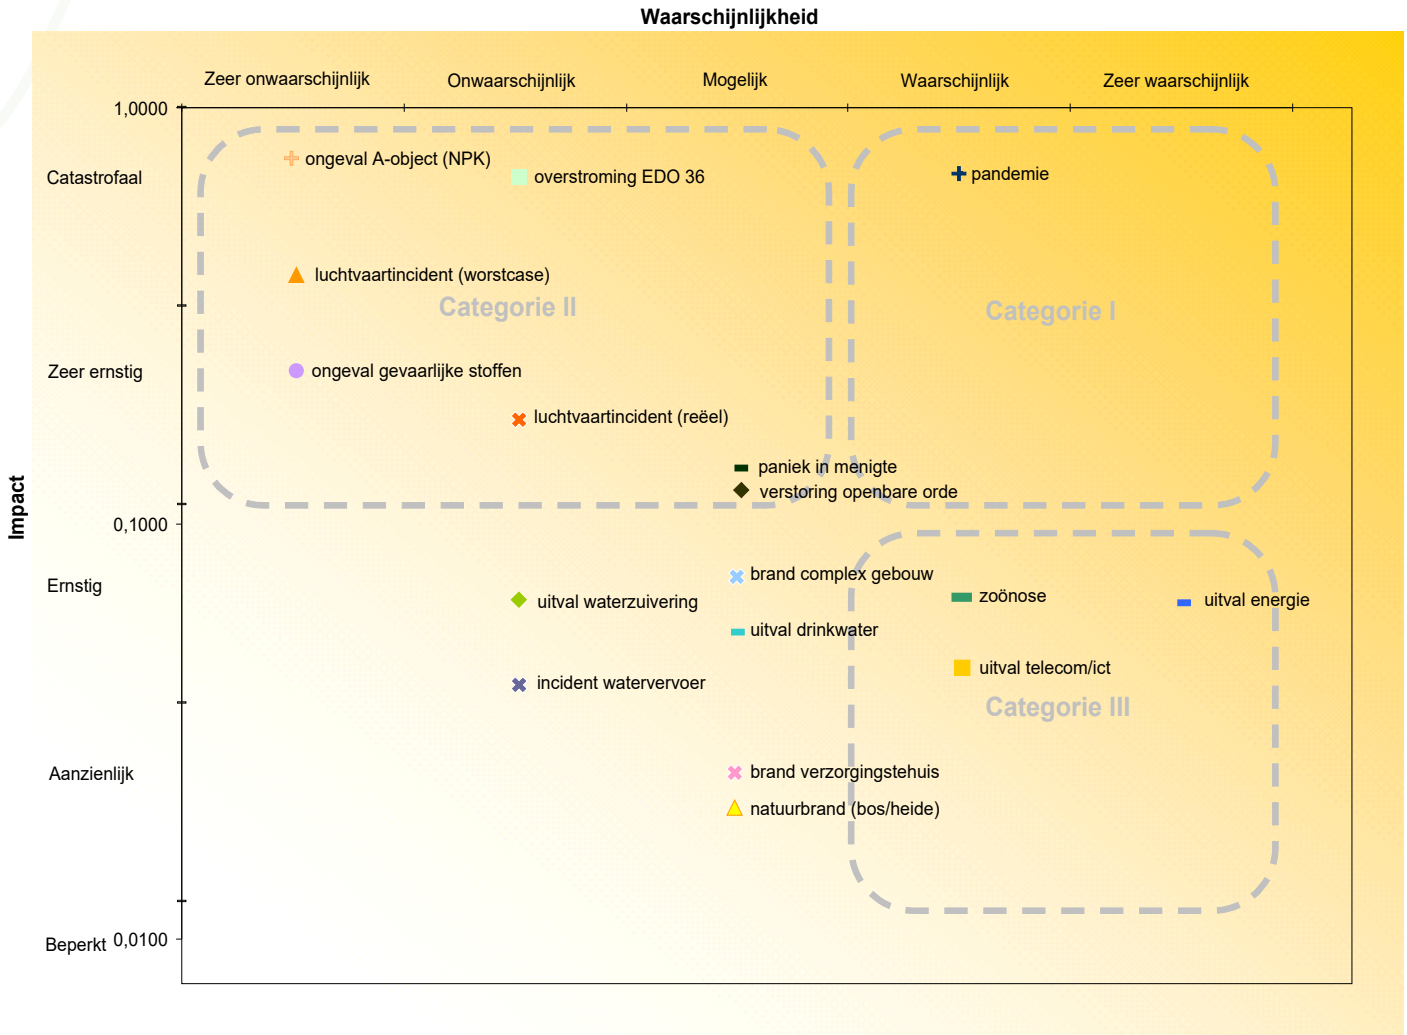 Waarschijnlijkheid
Zeer onwaarschijnlijk
Onwaarschijnlijk
Mogelijk
Waarschijnlijk
Zeer waarschijnlijk
1,0000
ongeval A-object (NPK)
Catastrofaal
overstroming EDO 36
pandemie
luchtvaartincident (worstcase)
Categorie II
Categorie I
Zeer ernstig
ongeval gevaarlijke stoffen
luchtvaartincident (reëel)
paniek in menigte
verstoring openbare orde
Impact
0,1000
Ernstig
brand complex gebouw
uitval waterzuivering
zoönose
uitval energie
uitval drinkwater
uitval telecom/ict
incident watervervoer
Categorie III
Aanzienlijk
brand verzorgingstehuis
natuurbrand (bos/heide)
Beperkt
0,0100